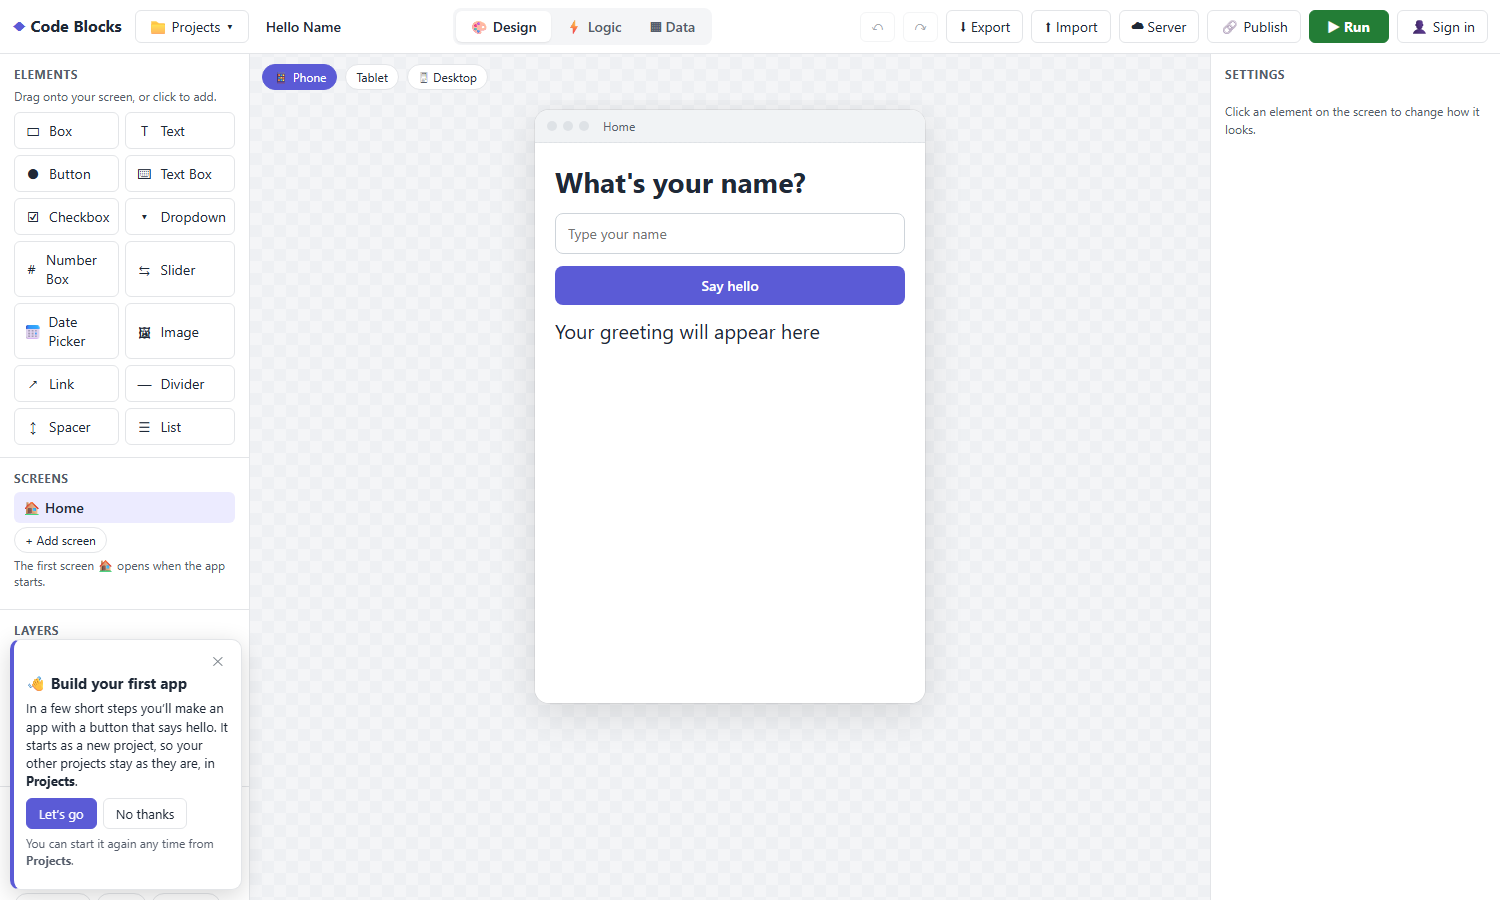 Code Blocks
Projects
Hello Name
Design
Logic
Data
Export
Import
Server
Publish
Run
Sign in
ELEMENTS
Drag onto your screen, or click to add.
Box
T Text
Button
Text Box
Checkbox
Dropdown
# Number
Box
Slider
Date
Picker
Image
Link
Divider
Spacer
List
SCREENS
Home
+ Add screen
The first screen opens when the app
starts.
LAYERS
Build your first app
In a few short steps you'll make an
app with a button that says hello. It
starts as a new project, so your
other projects stay as they are, in
Projects.
Let's go
No thanks
You can start it again any time from
Projects.
Phone
Tablet
Desktop
Home
What's your name?
Type your name
Say hello
Your greeting will appear here
SETTINGS
Click an element on the screen to change how it
looks.